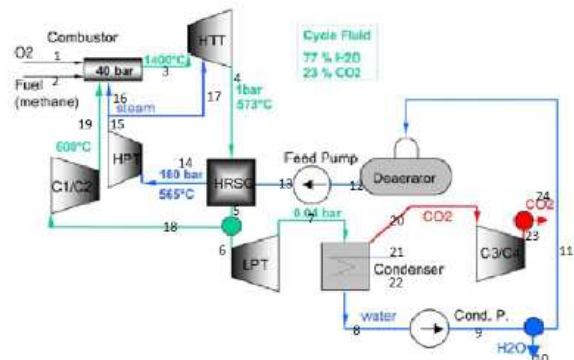 O2
1
Combustor
1400°C
3
HTT
40 bar
Fuel
(methane)
2
16
steam
17
4
1bar
573°C
Cycle Fluid
77 % H2O
23 % CO2
19
15
600°C
HPT
14
180 bar
565°C
HRSG
13
Feed Pump
12
Deaerator
C1/C2
18
5
6
LPT
7
0.04 bar
20
CO2
21
Condenser
22
C3/C4
24
CO2
23
11
water
8
Cond. P.
9
H2O
10